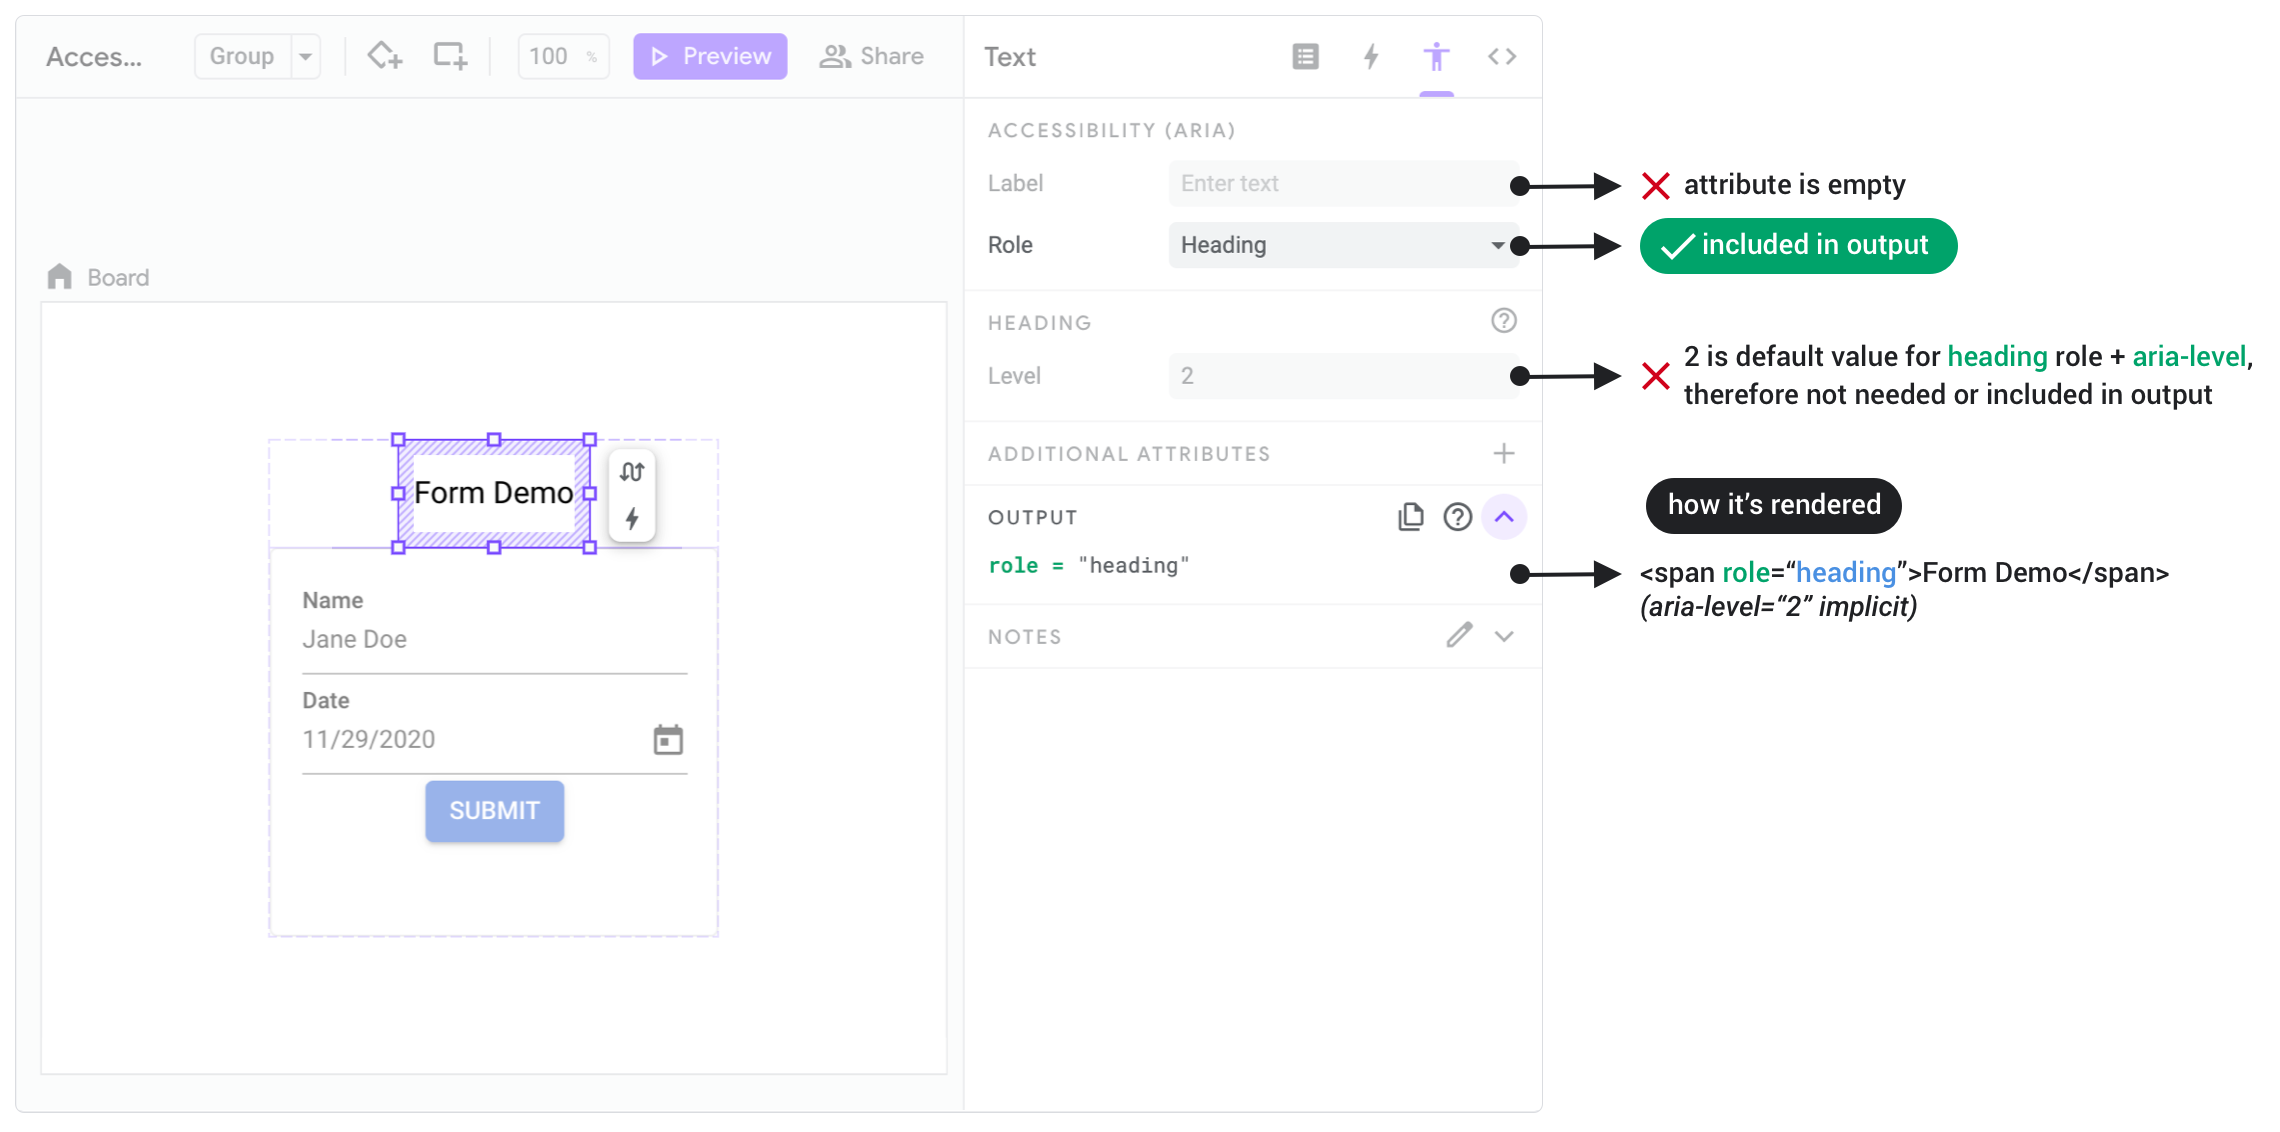 Acces...
Group
100 %
Preview
Share
Text
ACCESSIBILITY (ARIA)
Label
Enter text
attribute is empty
Role
Heading
included in output
Board
HEADING
Level
2
2 is default value for heading role + aria-level,
therefore not needed or included in output
ADDITIONAL ATTRIBUTES
Form Demo
OUTPUT
how it’s rendered
role = "heading"
<span role=“heading”>Form Demo</span>
(aria-level=“2” implicit)
NOTES
Name
Jane Doe
Date
11/29/2020
SUBMIT